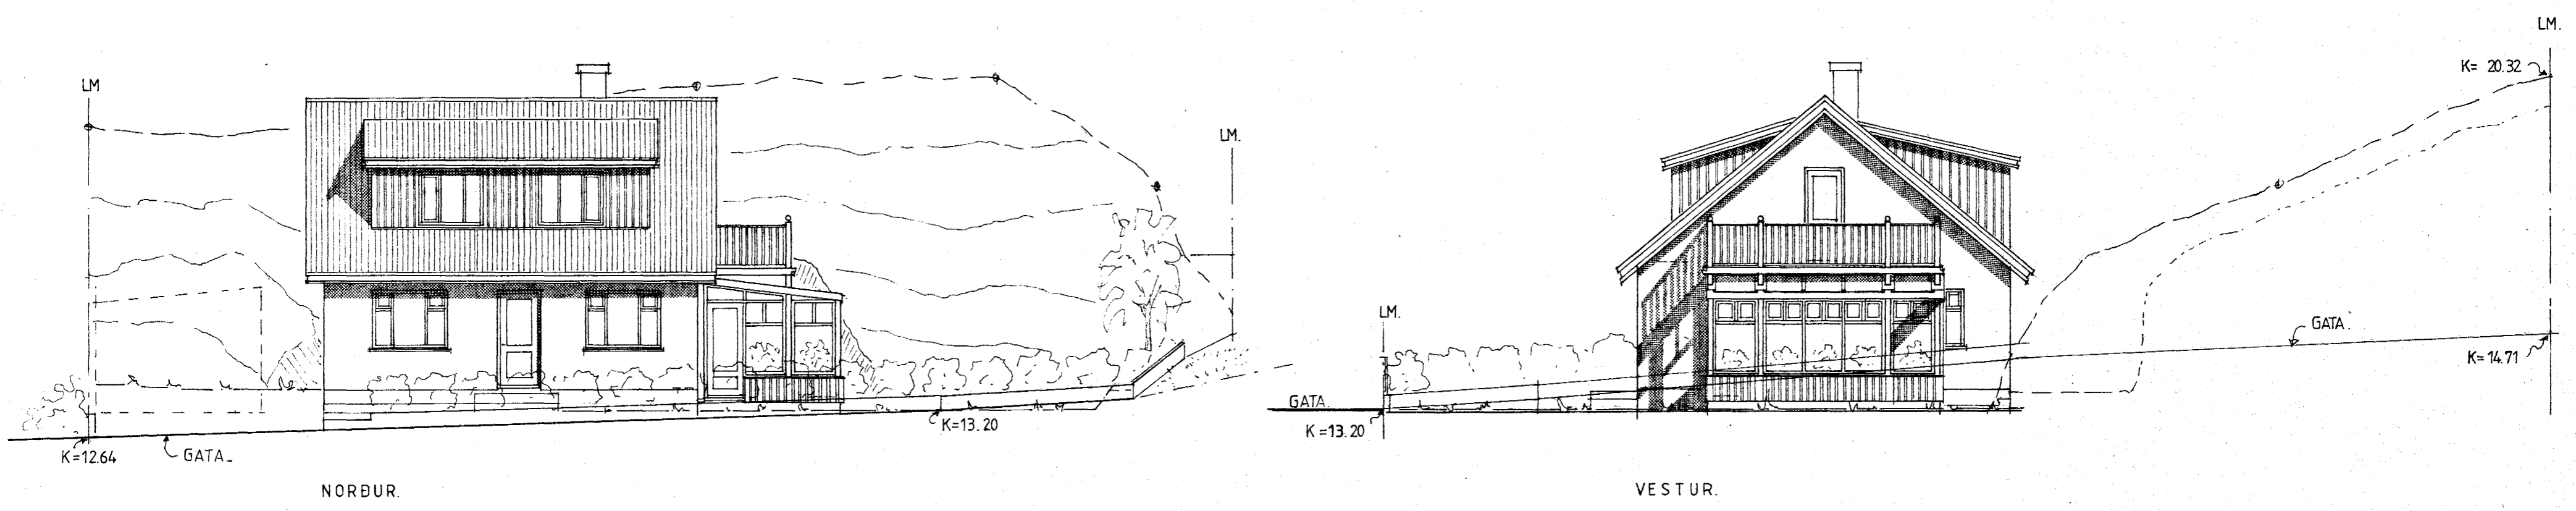 LM
LM.
K=12.64
GATA
K=13.20
NORÐUR.
LM.
GATA.
K=13.20
LM.
K= 20.32
GATA.
K=14.71
VESTUR.